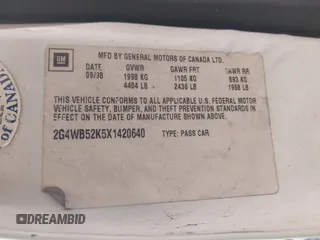 GM
MFD BY GENERAL MOTORS OF CANADA LTD.
DATE GVWR GAWR FRT GAWR RR
09/98 1998 KG 1105 KG 893 KG
4404 LB 2436 LB 1968 LB
THIS VEHICLE CONFORMS TO ALL APPLICABLE U.S. FEDERAL MOTOR
VEHICLE SAFETY, BUMPER, AND THEFT PREVENTION STANDARDS IN
EFFECT ON THE DATE OF MANUFACTURE SHOWN ABOVE.
2G4WB52K5X1420640 TYPE: PASS CAR
OF CANADA
DREAMBID